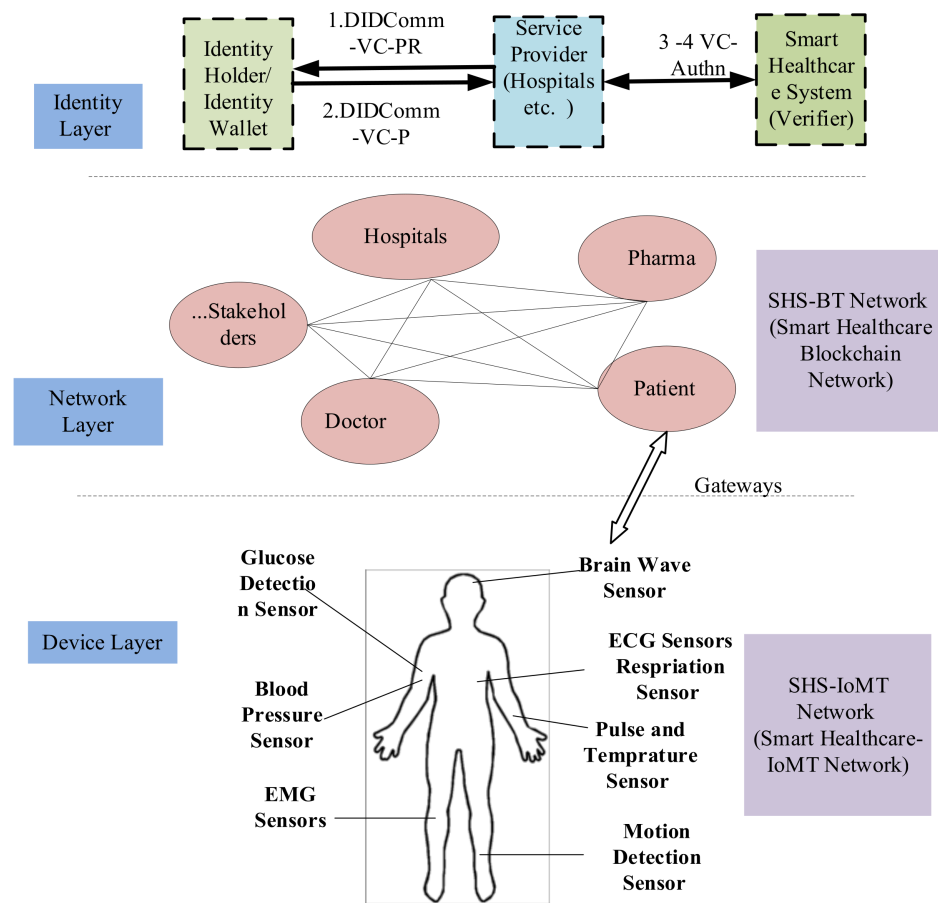 1.DIDComm
-VC-PR
Identity
Holder/
Identity
Wallet
2.DIDComm
-VC-P
Service
Provider
(Hospitals
etc. )
3 -4 VC-
Authn
Smart
Healthcar
e System
(Verifier)
Identity
Layer
Hospitals
Pharma
...Stakehol
ders
Doctor
Patient
SHS-BT Network
(Smart Healthcare
Blockchain
Network)
Network
Layer
Gateways
Glucose
Detectio
n Sensor
Brain Wave
Sensor
Device Layer
ECG Sensors
Respriation
Sensor
Blood
Pressure
Sensor
Pulse and
Temprature
Sensor
EMG
Sensors
Motion
Detection
Sensor
SHS-IoMT
Network
(Smart Healthcare-
IoMT Network)